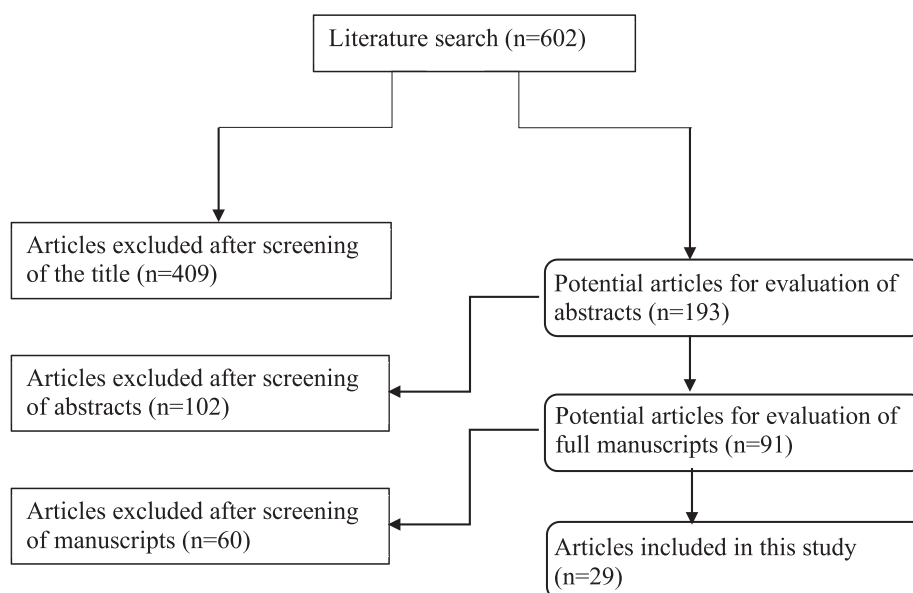 Literature search (n=602)
Articles excluded after screening
of the title (n=409)
Potential articles for evaluation of
abstracts (n=193)
Articles excluded after screening
of abstracts (n=102)
Potential articles for evaluation of
full manuscripts (n=91)
Articles excluded after screening
of manuscripts (n=60)
Articles included in this study
(n=29)